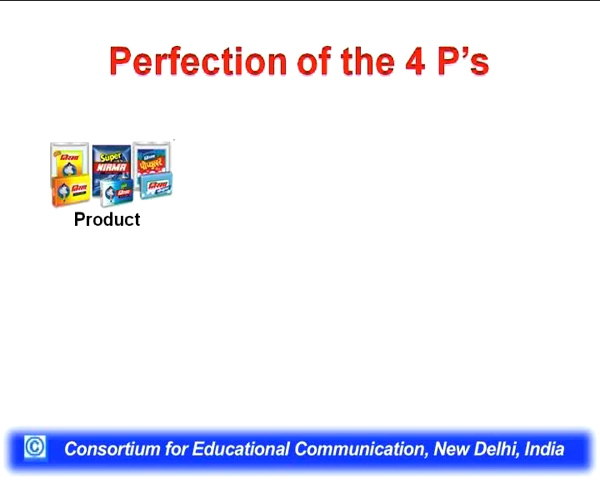 Perfection of the 4 P's
Super
NIRMA
Product
© Consortium for Educational Communication, New Delhi, India